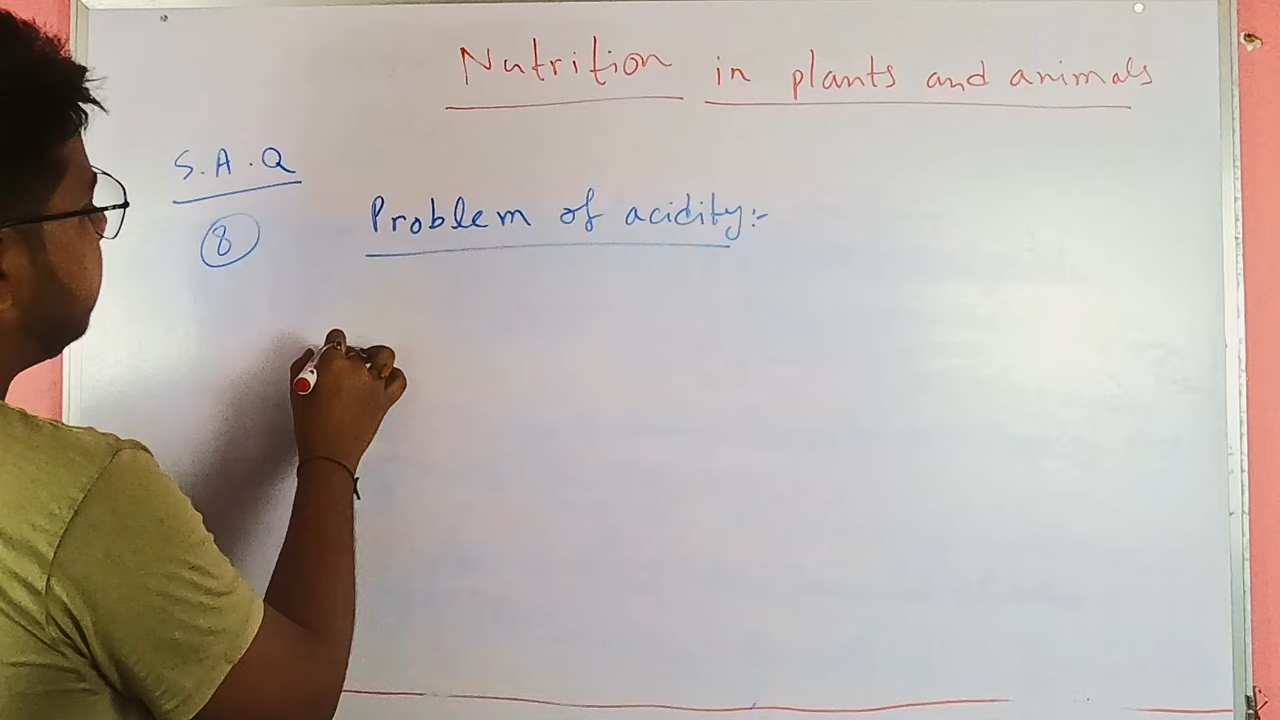 Nutrition in plants and animals
S.A.Q
8
Problem of acidity:-